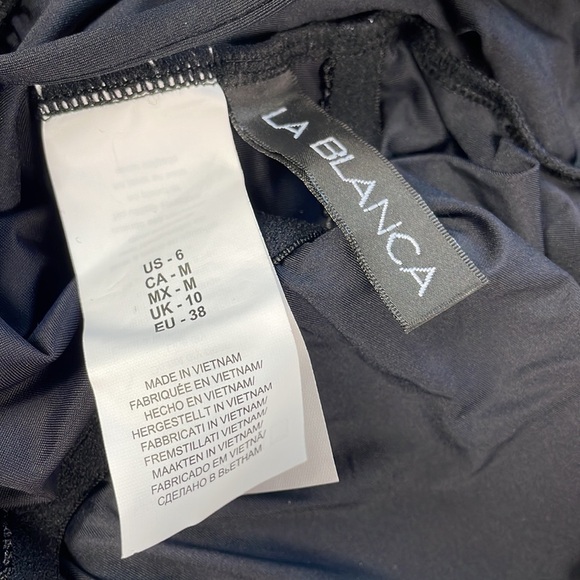 LA BLANCA
US - 6
CA - M
MX - M
UK - 10
EU - 38
MADE IN VIETNAM
FABRIQUÉE EN VIETNAM/
HECHO EN VIETNAM/
HERGESTELLT IN VIETNAM/
FABBRICATI IN VIETNAM/
FREMSTILLATI VIETNAM/
MAAKTEN IN VIETNAM/
FABRICADO EM VIETNÃ/
СДЕЛАНО В ВЬЕТНАМ